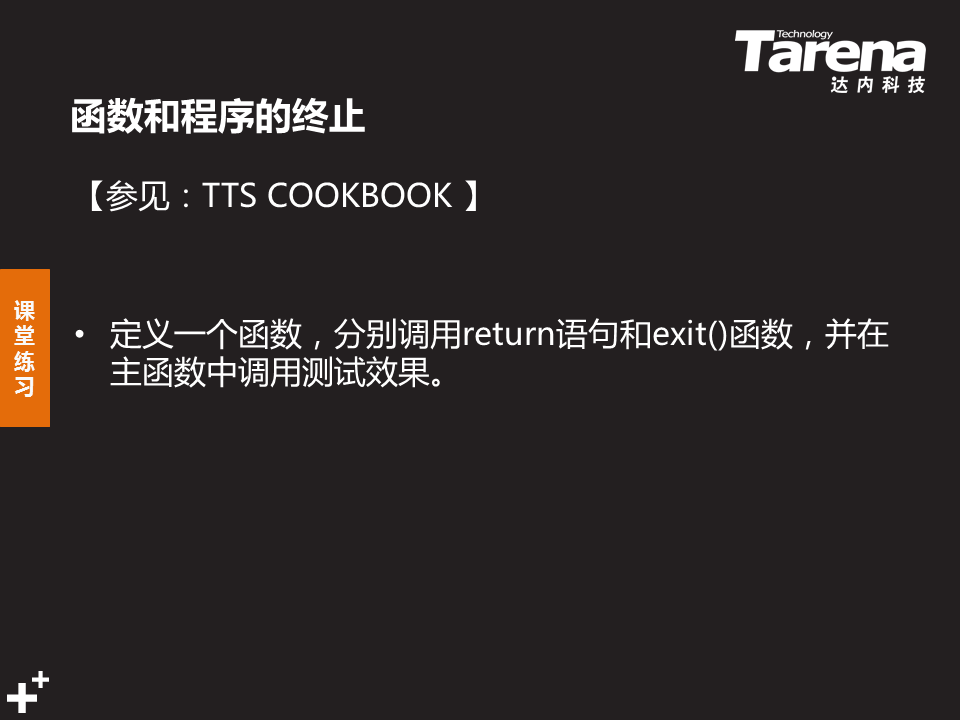 Technology
Tarena
达内科技
函数和程序的终止
【参见：TTS COOKBOOK 】
课
堂
练
习
• 定义一个函数，分别调用return语句和exit()函数，并在
主函数中调用测试效果。